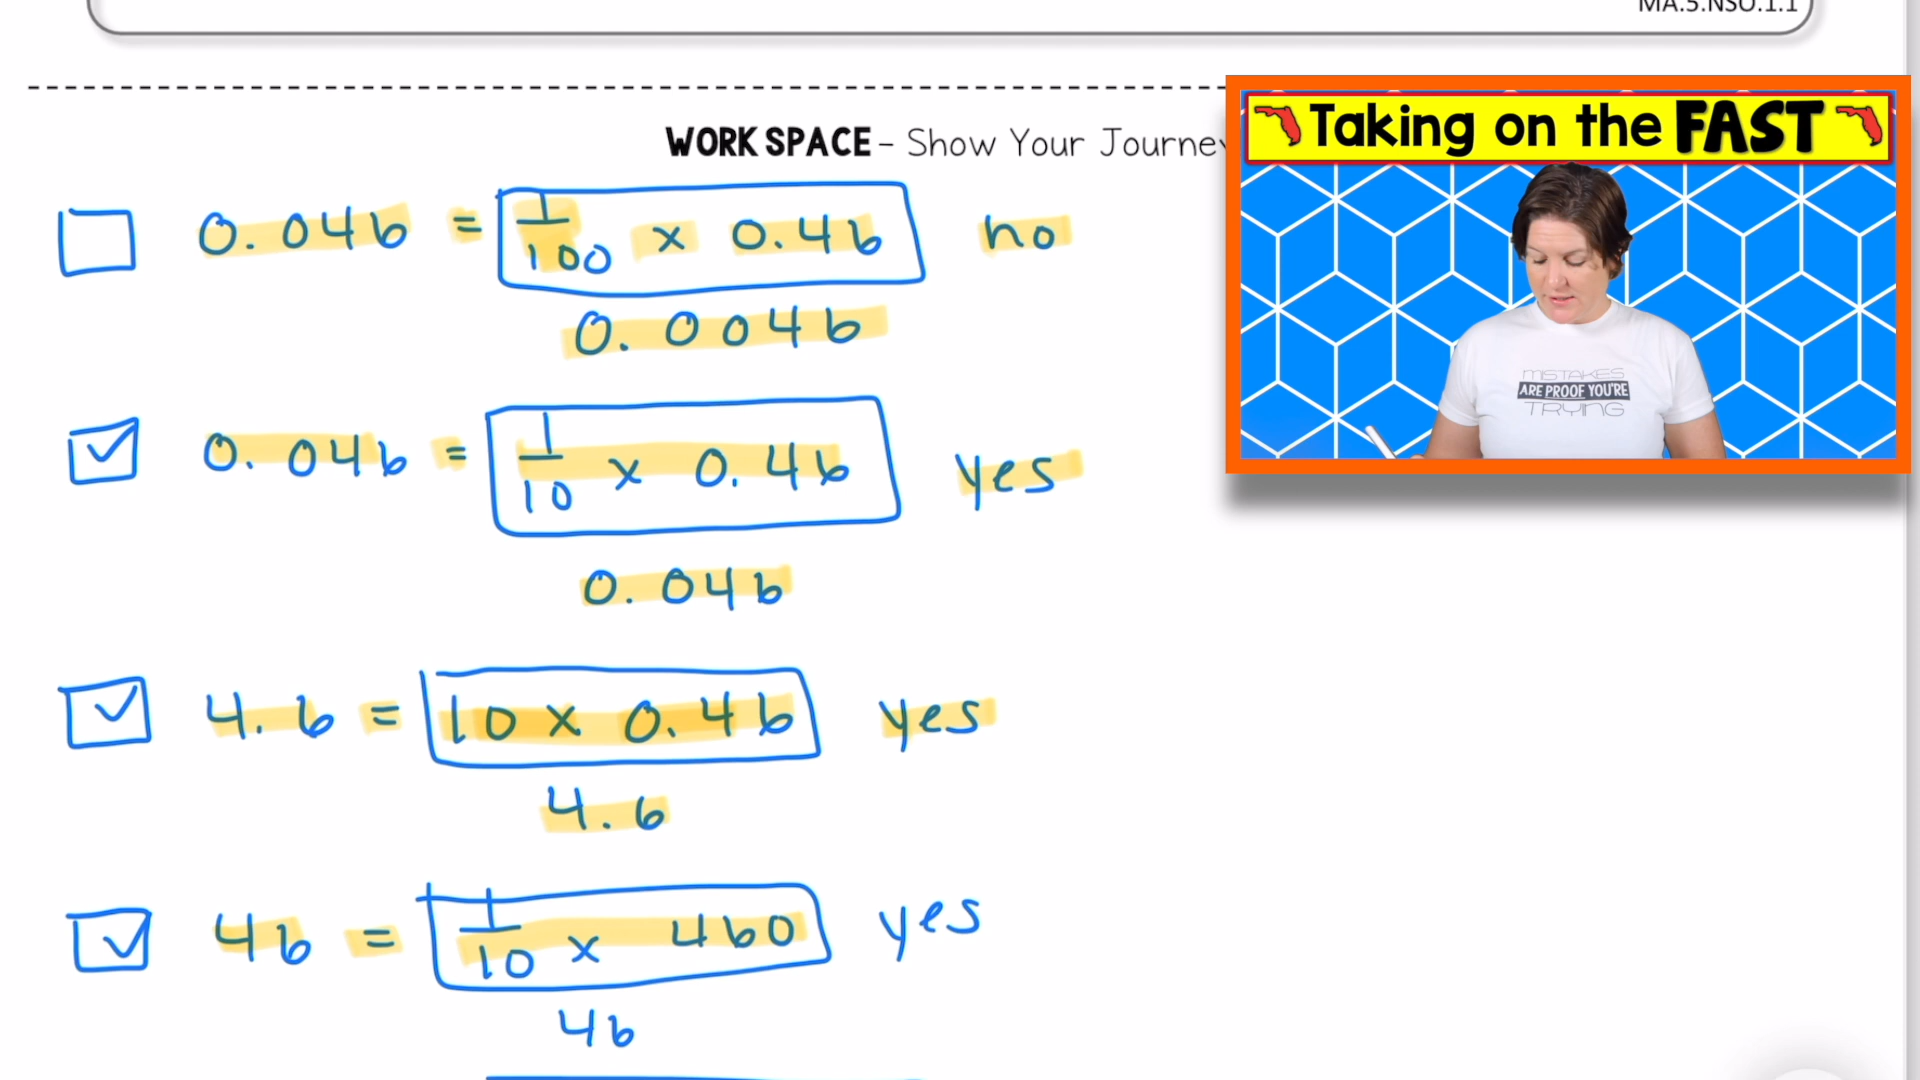 MA.5.NSO.1.1
WORK SPACE - Show Your Journey
Taking on the FAST
MISTAKES
ARE PROOF YOU'RE
TRYING
0.046 = 1/100 x 0.46 no
0.0046
0.046 = 1/10 x 0.46 yes
0.046
4.6 = 10 x 0.46 yes
4.6
46 = 1/10 x 460 yes
46